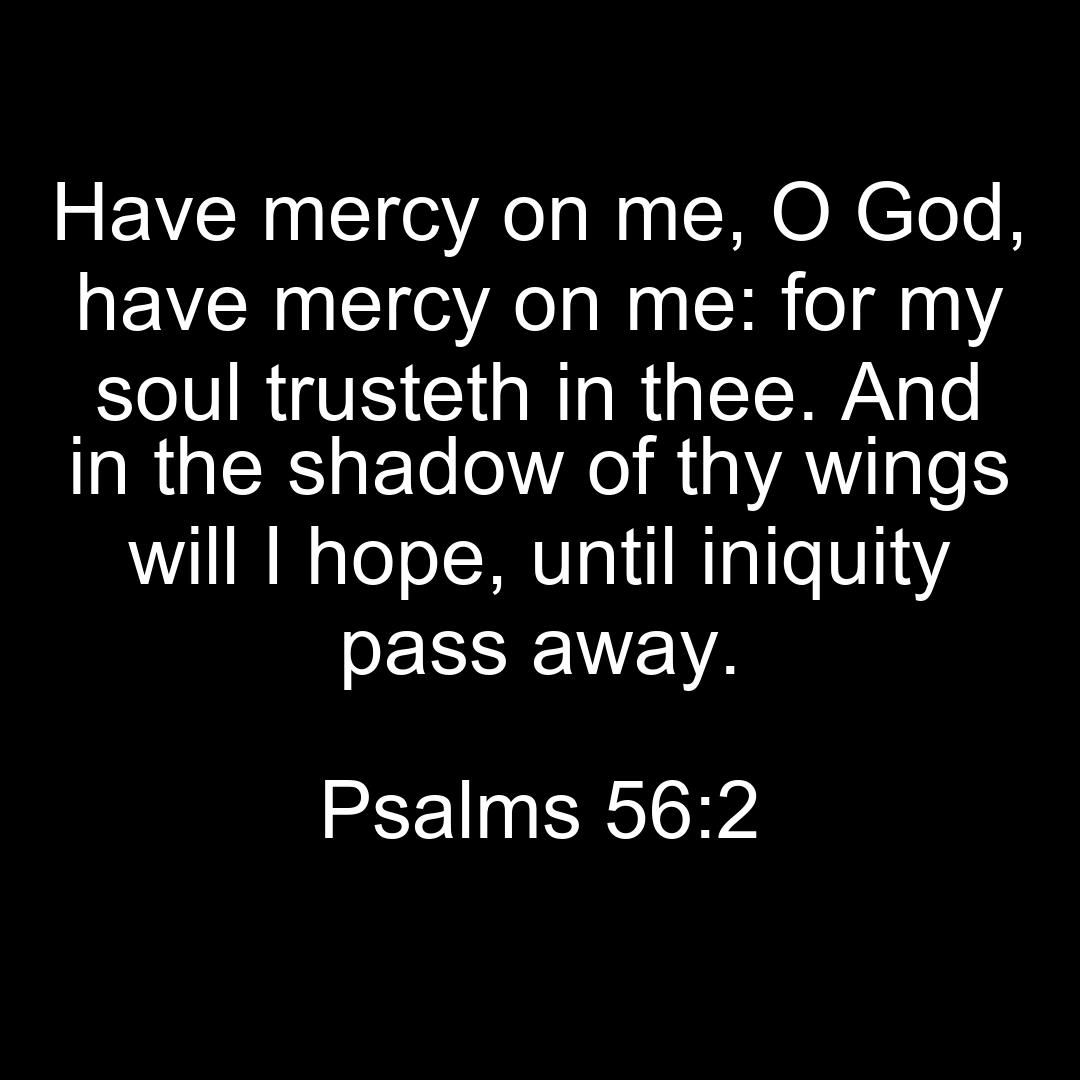 Have mercy on me, O God,
have mercy on me: for my
soul trusteth in thee. And
in the shadow of thy wings
will I hope, until iniquity
pass away.
Psalms 56:2